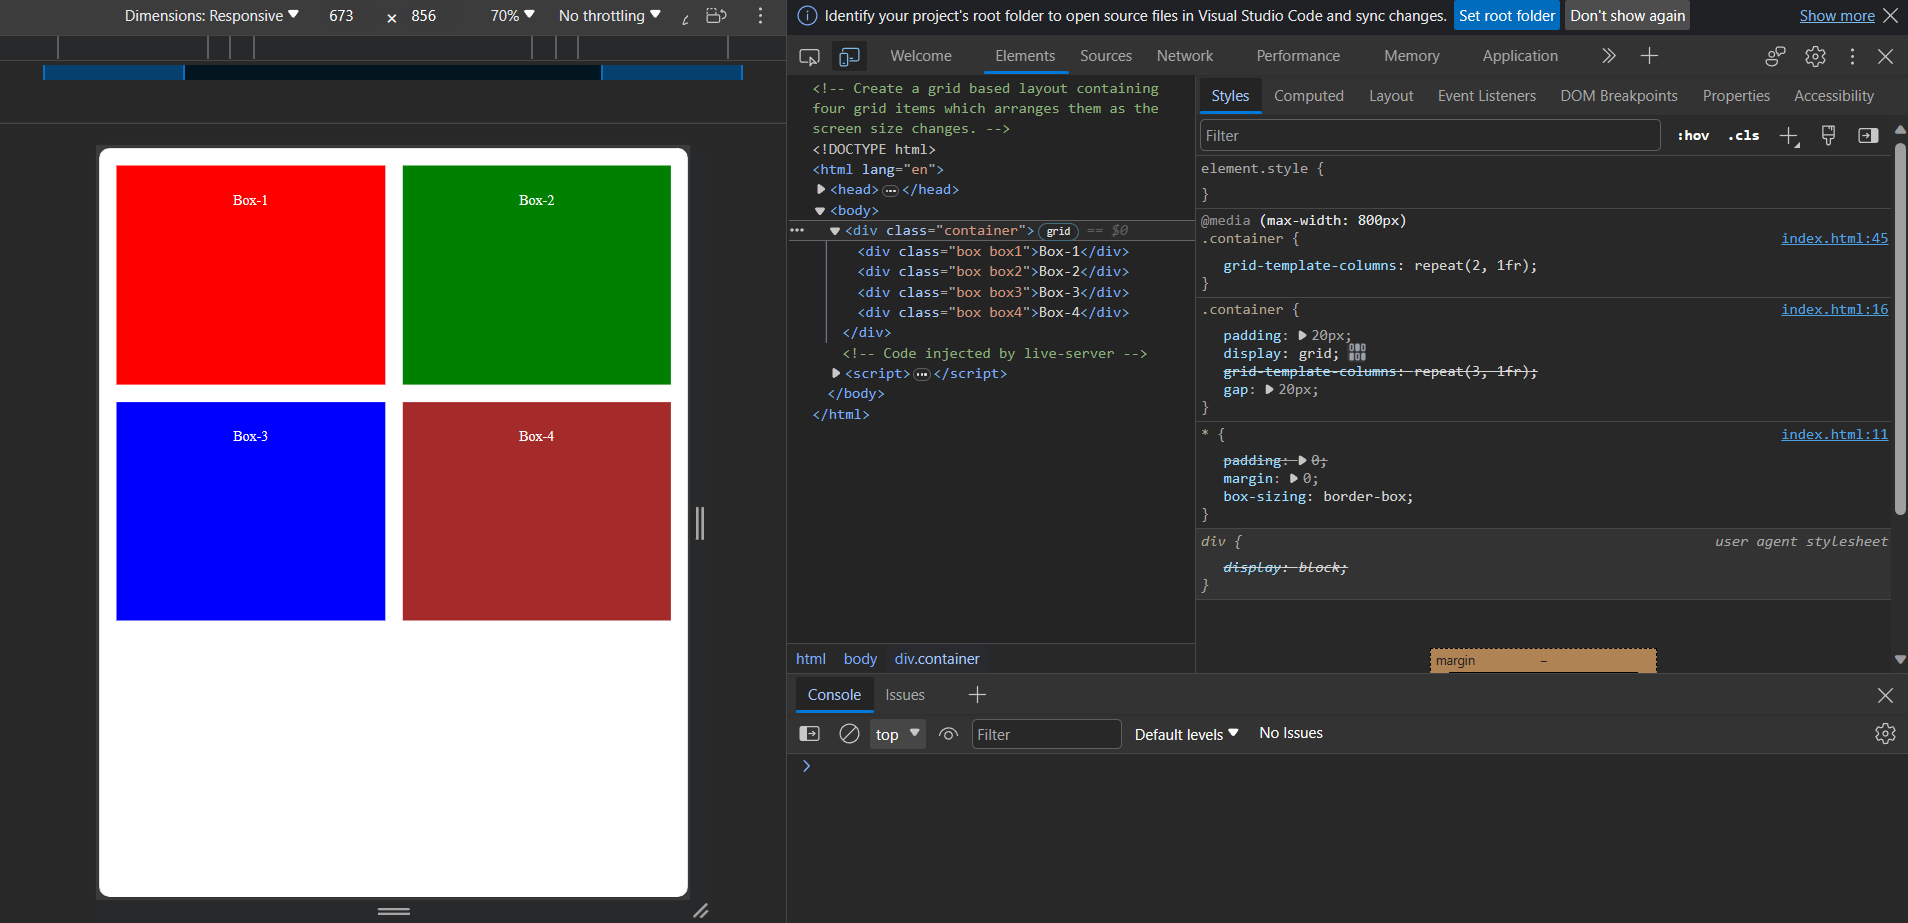 Dimensions: Responsive 673 × 856 70% No throttling
Box-1
Box-2
Box-3
Box-4
Identify your project's root folder to open source files in Visual Studio Code and sync changes. Set root folder Don't show again Show more
Welcome Elements Sources Network Performance Memory Application
<!-- Create a grid based layout containing
four grid items which arranges them as the
screen size changes. -->
<!DOCTYPE html>
<html lang="en">
<head> … </head>
<body>
<div class="container"> grid == $0
<div class="box box1">Box-1</div>
<div class="box box2">Box-2</div>
<div class="box box3">Box-3</div>
<div class="box box4">Box-4</div>
</div>
<!-- Code injected by live-server -->
<script> … </script>
</body>
</html>
html body div.container
Styles Computed Layout Event Listeners DOM Breakpoints Properties Accessibility
Filter :hov .cls
element.style {
}
@media (max-width: 800px)
.container { index.html:45
grid-template-columns: repeat(2, 1fr);
}
.container { index.html:16
padding: 20px;
display: grid;
grid-template-columns: repeat(3, 1fr);
gap: 20px;
}
* { index.html:11
padding: 0;
margin: 0;
box-sizing: border-box;
}
div { user agent stylesheet
display: block;
}
margin –
Console Issues
top Filter Default levels No Issues